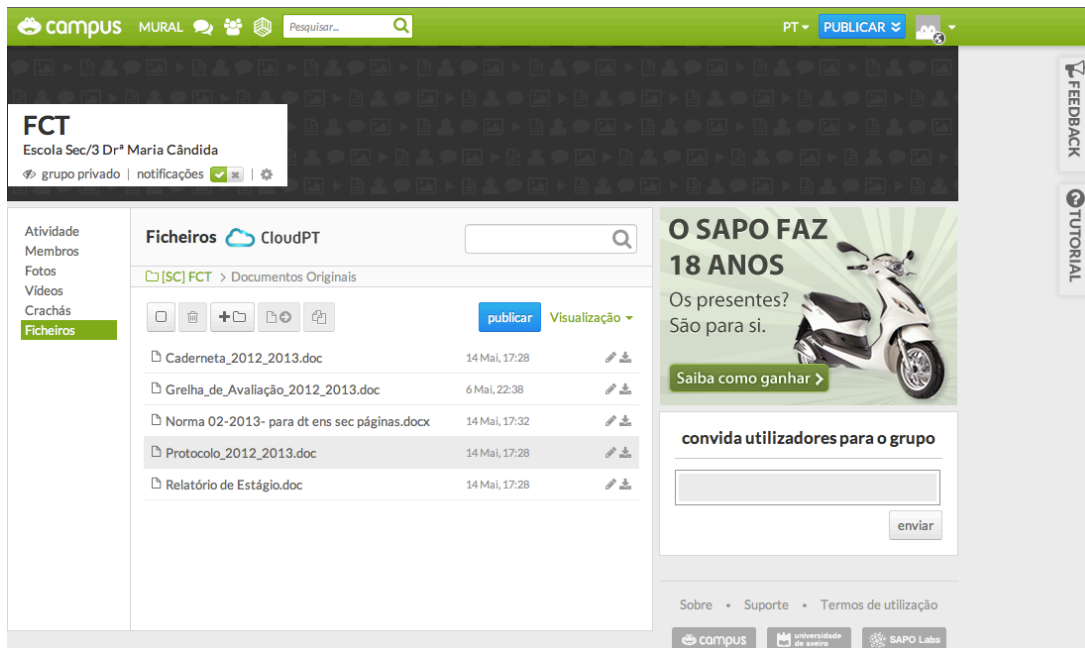 campus MURAL Pesquisar... PT PUBLICAR
FCT
Escola Sec/3 Drª Maria Cândida
grupo privado | notificações |
FEEDBACK
TUTORIAL
Atividade
Membros
Fotos
Vídeos
Crachás
Ficheiros
Ficheiros CloudPT
[SC] FCT > Documentos Originais
publicar Visualização
Caderneta_2012_2013.doc 14 Mai, 17:28
Grelha_de_Avaliação_2012_2013.doc 6 Mai, 22:38
Norma 02-2013- para dt ens sec páginas.docx 14 Mai, 17:32
Protocolo_2012_2013.doc 14 Mai, 17:28
Relatório de Estágio.doc 14 Mai, 17:28
O SAPO FAZ
18 ANOS
Os presentes?
São para si.
Saiba como ganhar >
convida utilizadores para o grupo
enviar
Sobre • Suporte • Termos de utilização
campus universidade de aveiro SAPO Labs